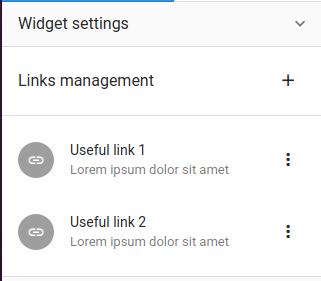 Widget settings
Links management
Useful link 1
Lorem ipsum dolor sit amet
Useful link 2
Lorem ipsum dolor sit amet